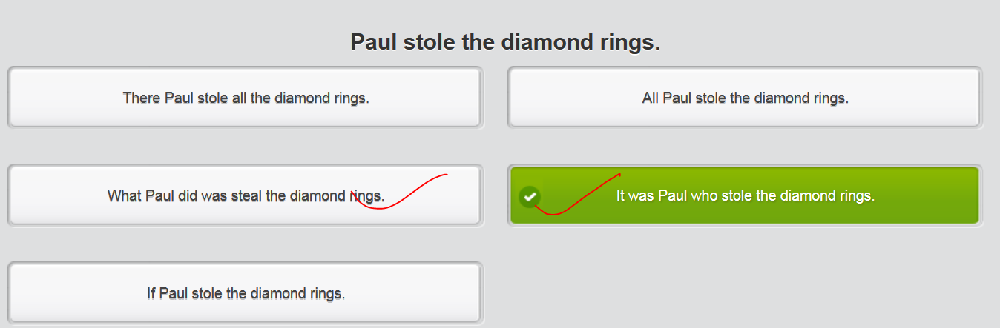 Paul stole the diamond rings.
There Paul stole all the diamond rings.
All Paul stole the diamond rings.
What Paul did was steal the diamond rings.
It was Paul who stole the diamond rings.
If Paul stole the diamond rings.